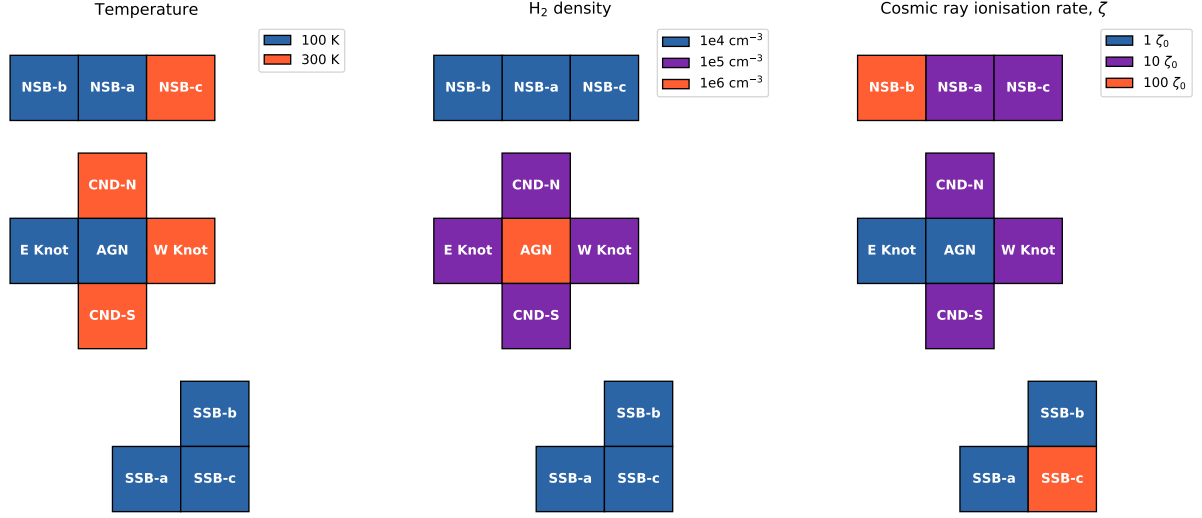 Temperature
100 K
300 K
NSB-b NSB-a NSB-c
CND-N
E Knot AGN W Knot
CND-S
SSB-b
SSB-a SSB-c
H₂ density
1e4 cm⁻³
1e5 cm⁻³
1e6 cm⁻³
NSB-b NSB-a NSB-c
CND-N
E Knot AGN W Knot
CND-S
SSB-b
SSB-a SSB-c
Cosmic ray ionisation rate, ζ
1 ζ₀
10 ζ₀
100 ζ₀
NSB-b NSB-a NSB-c
CND-N
E Knot AGN W Knot
CND-S
SSB-b
SSB-a SSB-c